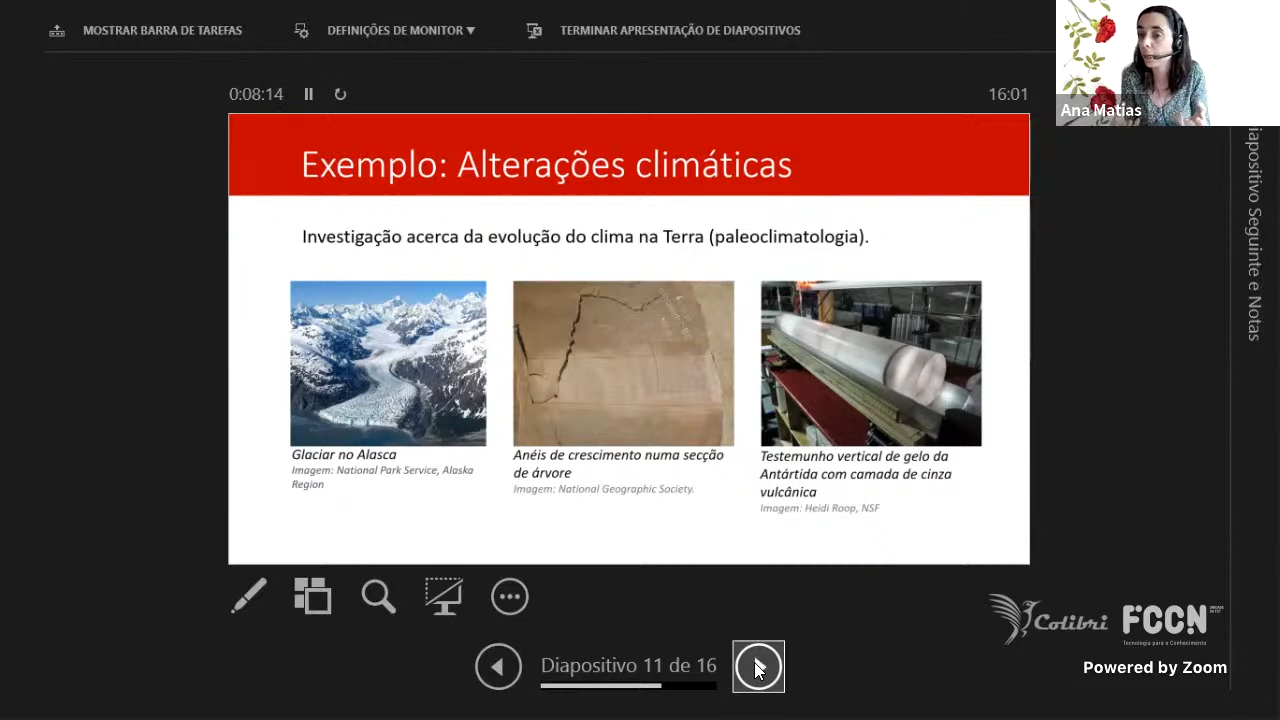 MOSTRAR BARRA DE TAREFAS
DEFINIÇÕES DE MONITOR
TERMINAR APRESENTAÇÃO DE DIAPOSITIVOS
Ana Matias
0:08:14
16:01
Exemplo: Alterações climáticas
Investigação acerca da evolução do clima na Terra (paleoclimatologia).
Glaciar no Alasca
Imagem: National Park Service, Alaska
Region
Anéis de crescimento numa secção
de árvore
Imagem: National Geographic Society.
Testemunho vertical de gelo da
Antártida com camada de cinza
vulcânica
Imagem: Heidi Roop, NSF
iapositivo Seguinte e Notas
Diapositivo 11 de 16
Colibri
FCCN
Tecnologia para o Conhecimento
Powered by Zoom